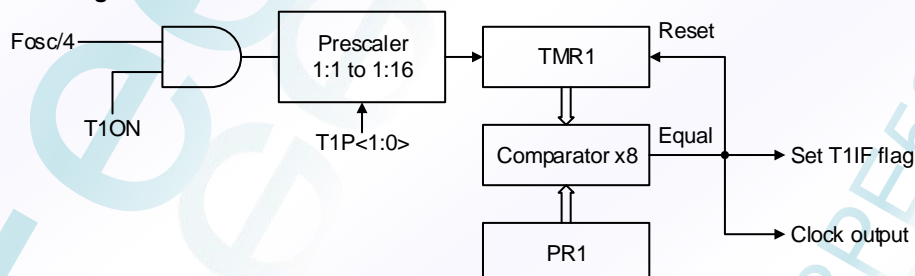 Fosc/4
T1ON
Prescaler
1:1 to 1:16
T1P<1:0>
TMR1
Reset
Comparator x8
Equal
Set T1IF flag
Clock output
PR1